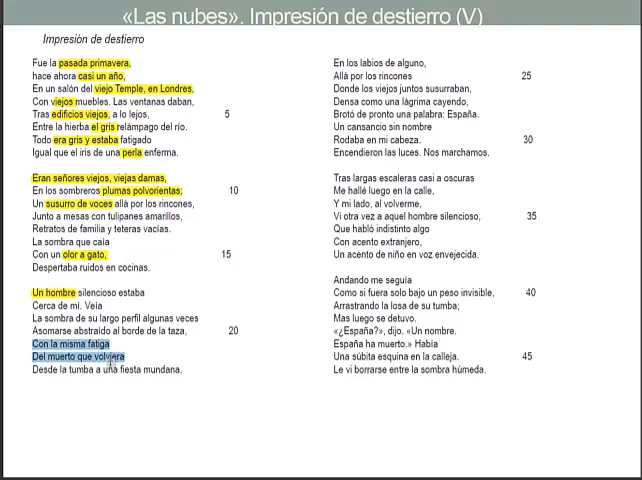 «Las nubes». Impresión de destierro (V)
Impresión de destierro
Fue la pasada primavera,
hace ahora casi un año,
En un salón del viejo Temple, en Londres,
Con viejos muebles. Las ventanas daban,
Tras edificios viejos, a lo lejos, 5
Entre la hierba el gris relámpago del río.
Todo era gris y estaba fatigado
Igual que el iris de una perla enferma.
Eran señores viejos, viejas damas,
En los sombreros plumas polvorientas; 10
Un susurro de voces allá por los rincones,
Junto a mesas con tulipanes amarillos,
Retratos de familia y teteras vacías.
La sombra que caía
Con un olor a gato, 15
Despertaba ruidos en cocinas.
Un hombre silencioso estaba
Cerca de mí. Veía
La sombra de su largo perfil algunas veces
Asomarse abstraído al borde de la taza, 20
Con la misma fatiga
Del muerto que volviera
Desde la tumba a una fiesta mundana.
En los labios de alguno,
Allá por los rincones 25
Donde los viejos juntos susurraban,
Densa como una lágrima cayendo,
Brotó de pronto una palabra: España.
Un cansancio sin nombre
Rodaba en mi cabeza. 30
Encendieron las luces. Nos marchamos.
Tras largas escaleras casi a oscuras
Me hallé luego en la calle,
Y mi lado, al volverme,
Vi otra vez a aquel hombre silencioso, 35
Que habló indistinto algo
Con acento extranjero,
Un acento de niño en voz envejecida.
Andando me seguía
Como si fuera solo bajo un peso invisible, 40
Arrastrando la losa de su tumba;
Mas luego se detuvo.
«¿España?», dijo. «Un nombre.
España ha muerto.» Había
Una súbita esquina en la calleja. 45
Le vi borrarse entre la sombra húmeda.